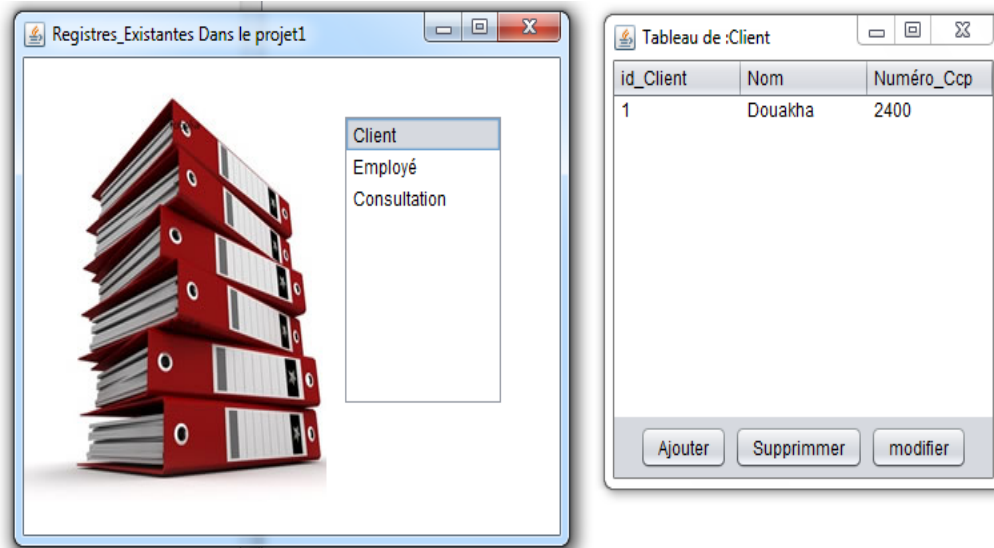 Registres_Existantes Dans le projet1
Client
Employé
Consultation
Tableau de :Client
id_Client Nom Numéro_Ccp
1 Douakha 2400
Ajouter Supprimmer modifier